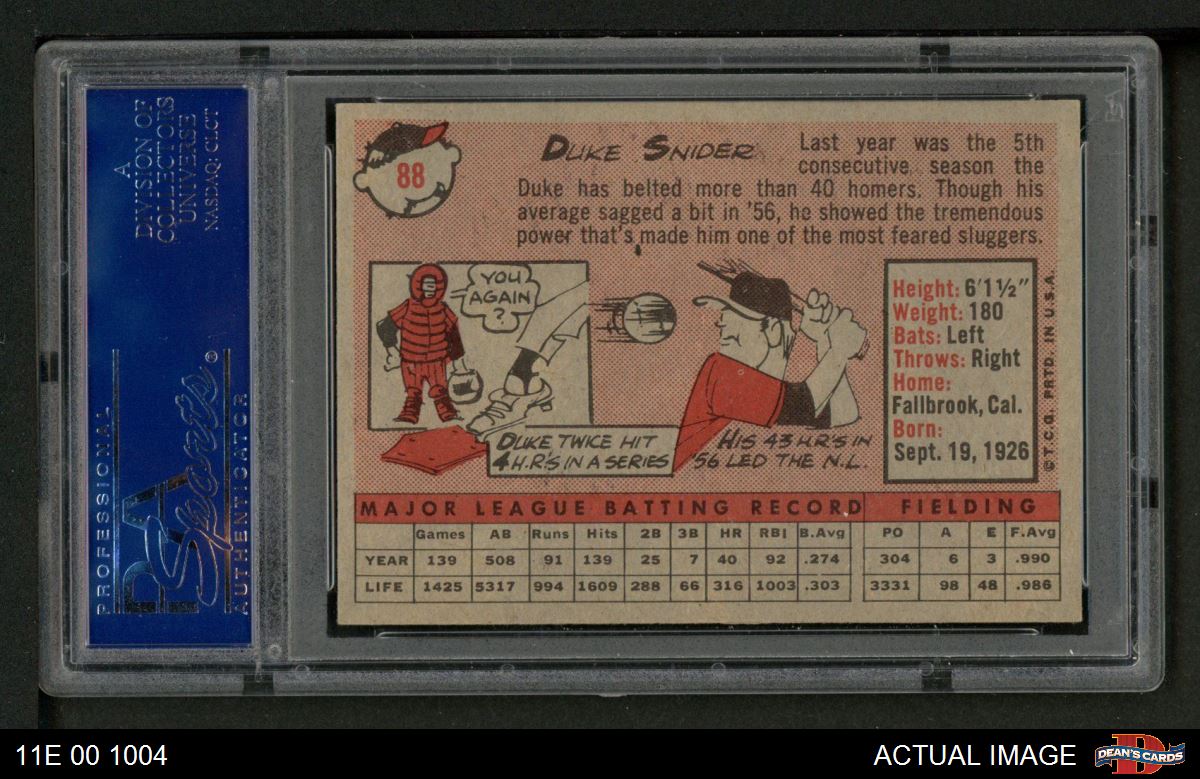 A
DIVISION OF
COLLECTORS
UNIVERSE
NASDAQ: CLCT
PROFESSIONAL
PSA
Sports®
AUTHENTICATOR
88
DUKE SNIDER
Last year was the 5th
consecutive season the
Duke has belted more than 40 homers. Though his
average sagged a bit in '56, he showed the tremendous
power that's made him one of the most feared sluggers.
YOU
AGAIN
?
DUKE TWICE HIT
4 H.R.'S IN A SERIES
HIS 43 HR'S IN
'56 LED THE N.L.
Height: 6'1½"
Weight: 180
Bats: Left
Throws: Right
Home:
Fallbrook, Cal.
Born:
Sept. 19, 1926
©T.C.G. PRTD. IN U.S.A.
MAJOR LEAGUE BATTING RECORD FIELDING
Games AB Runs Hits 2B 3B HR RBI B.Avg PO A E F.Avg
YEAR 139 508 91 139 25 7 40 92 .274 304 6 3 .990
LIFE 1425 5317 994 1609 288 66 316 1003 .303 3331 98 48 .986
11E 00 1004
ACTUAL IMAGE
D
DEAN'S CARDS